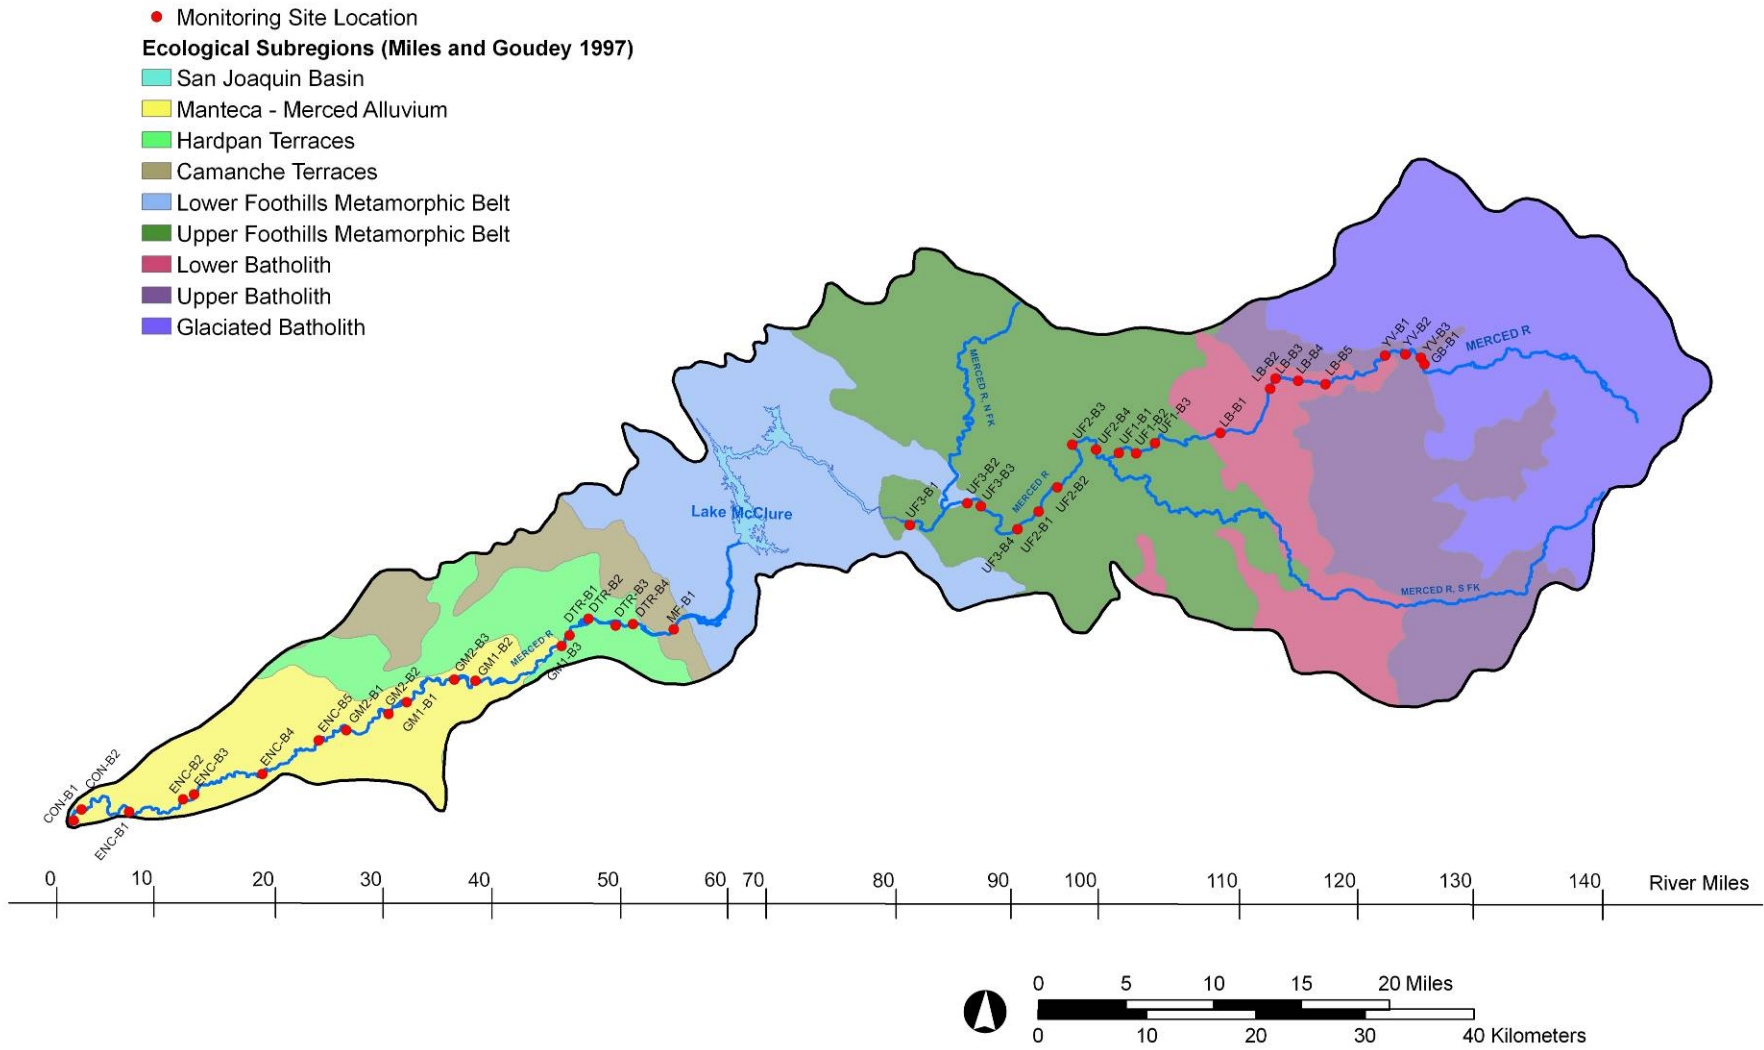 Monitoring Site Location
Ecological Subregions (Miles and Goudey 1997)
San Joaquin Basin
Manteca - Merced Alluvium
Hardpan Terraces
Camanche Terraces
Lower Foothills Metamorphic Belt
Upper Foothills Metamorphic Belt
Lower Batholith
Upper Batholith
Glaciated Batholith
CON-B1
CON-B2
ENC-B1
ENC-B2
ENC-B3
ENC-B4
ENC-B5
GM2-B1
GM2-B2
GM1-B1
GM2-B3
GM1-B2
MERCED R
GM1-B3
DTR-B1
DTR-B2
DTR-B3
DTR-B4
MF-B1
Lake McClure
MERCED R, N FK
UF3-B1
UF3-B2
UF3-B3
UF3-B4
MERCED R
UF2-B1
UF2-B2
UF2-B3
UF2-B4
UF1-B1
UF1-B2
UF1-B3
LB-B1
LB-B2
LB-B3
LB-B4
LB-B5
YV-B1
YV-B2
YV-B3
GB-B1
MERCED R
MERCED R, S FK
0 10 20 30 40 50 60 70 80 90 100 110 120 130 140 River Miles
0 5 10 15 20 Miles
0 10 20 30 40 Kilometers